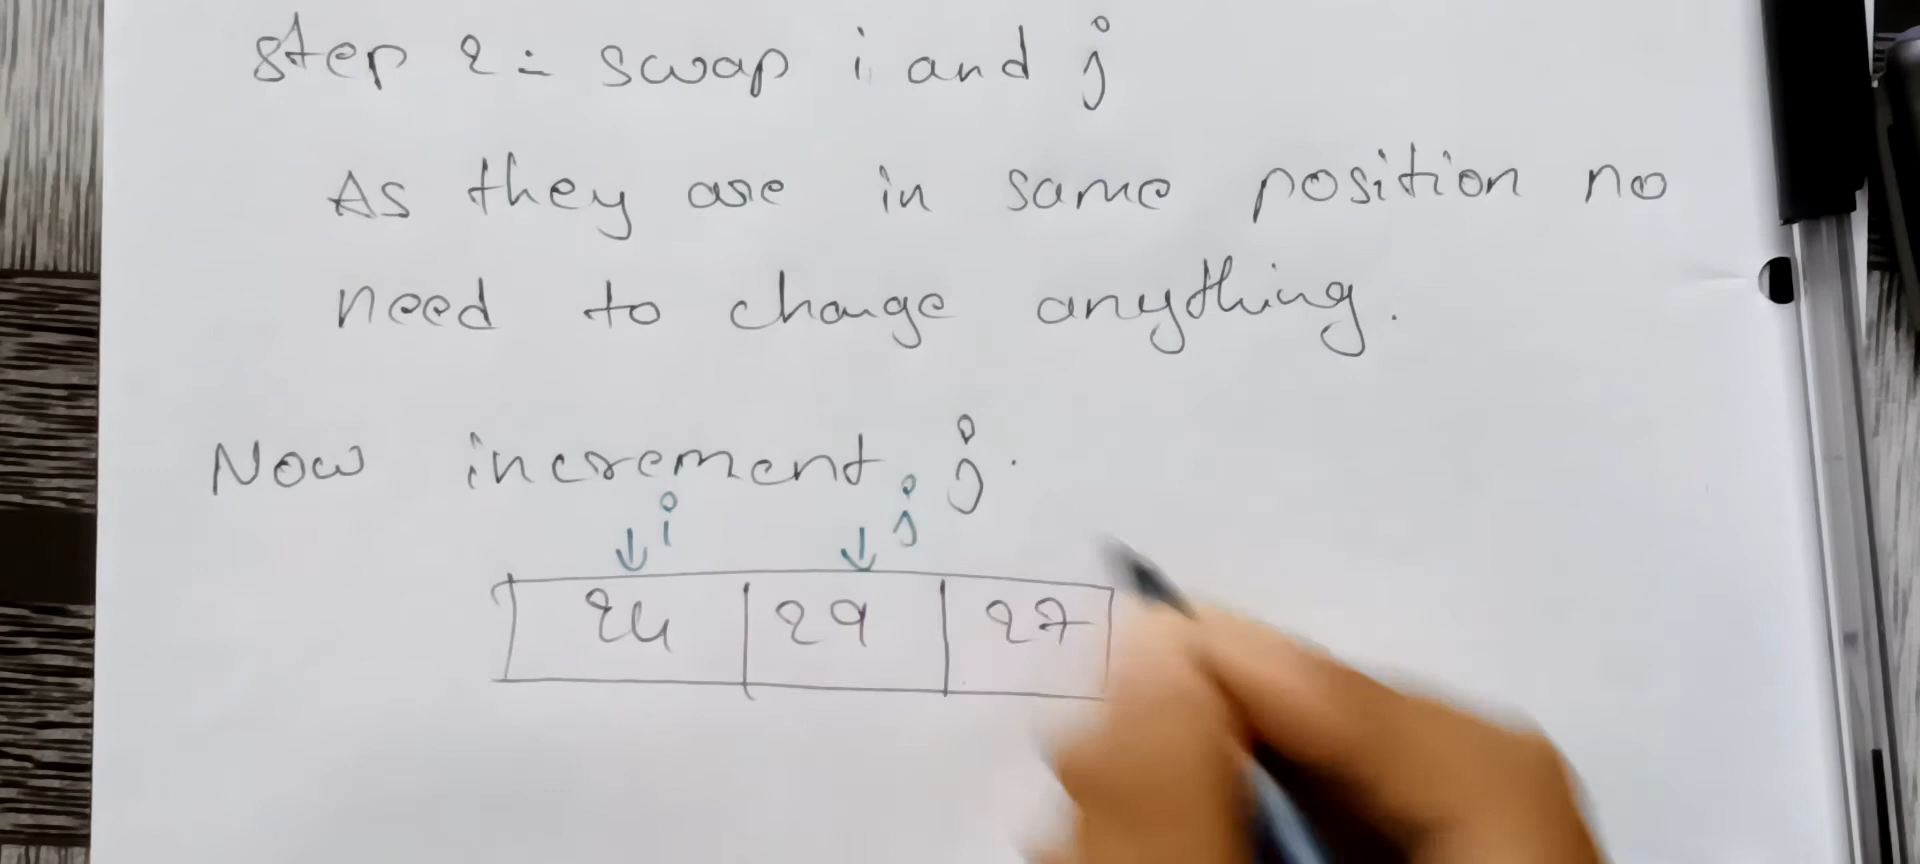 step 2:- swap i and j
As they are in same position no
need to change anything.
Now increment j.
i j
24 29 27